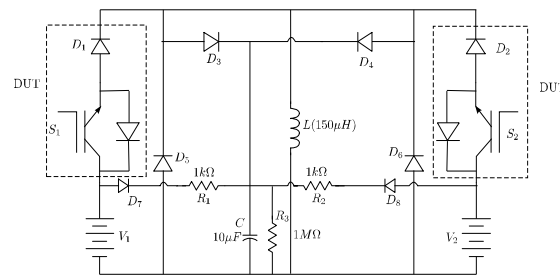 D1
D2
DUT
D3
D4
DUT
S1
L(150μH)
S2
D5
1kΩ
1kΩ
D6
D7
R1
R2
D8
V1
C
10μF
R3
1MΩ
V2